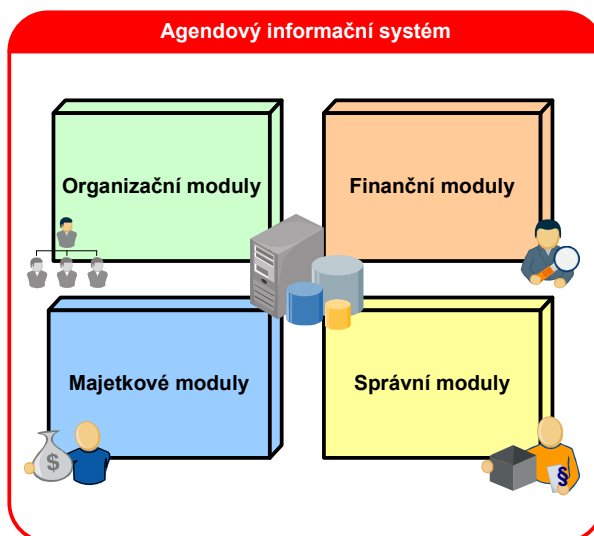 Agendový informační systém
Organizační moduly
Finanční moduly
Majetkové moduly
Správní moduly
$
§